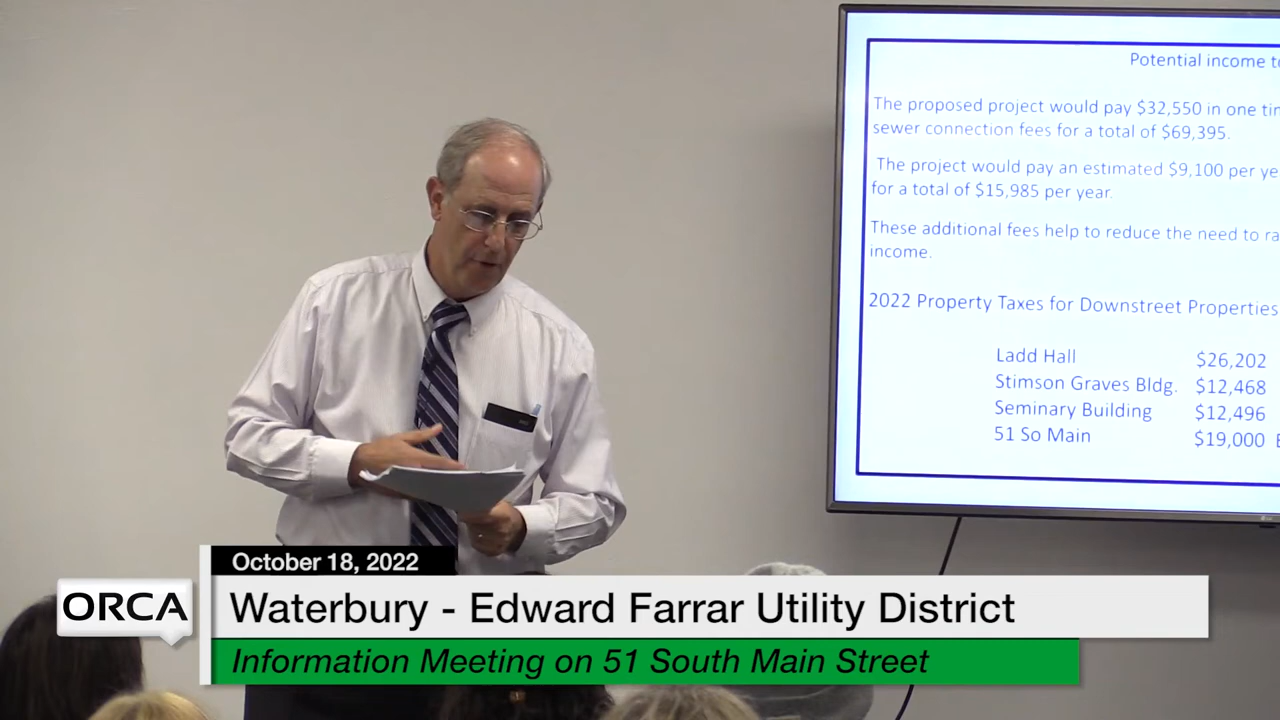 Potential income to
The proposed project would pay $32,550 in one
sewer connection fees for a total of $69,395.
The project would pay an estimated $9,100 per
for a total of $15,985 per year.
These additional fees help to reduce the need to
income.
2022 Property Taxes for Downstreet Properties
Ladd Hall $26,202
Stimson Graves Bldg. $12,468
Seminary Building $12,496
51 So Main $19,000
October 18, 2022
ORCA
Waterbury - Edward Farrar Utility District
Information Meeting on 51 South Main Street